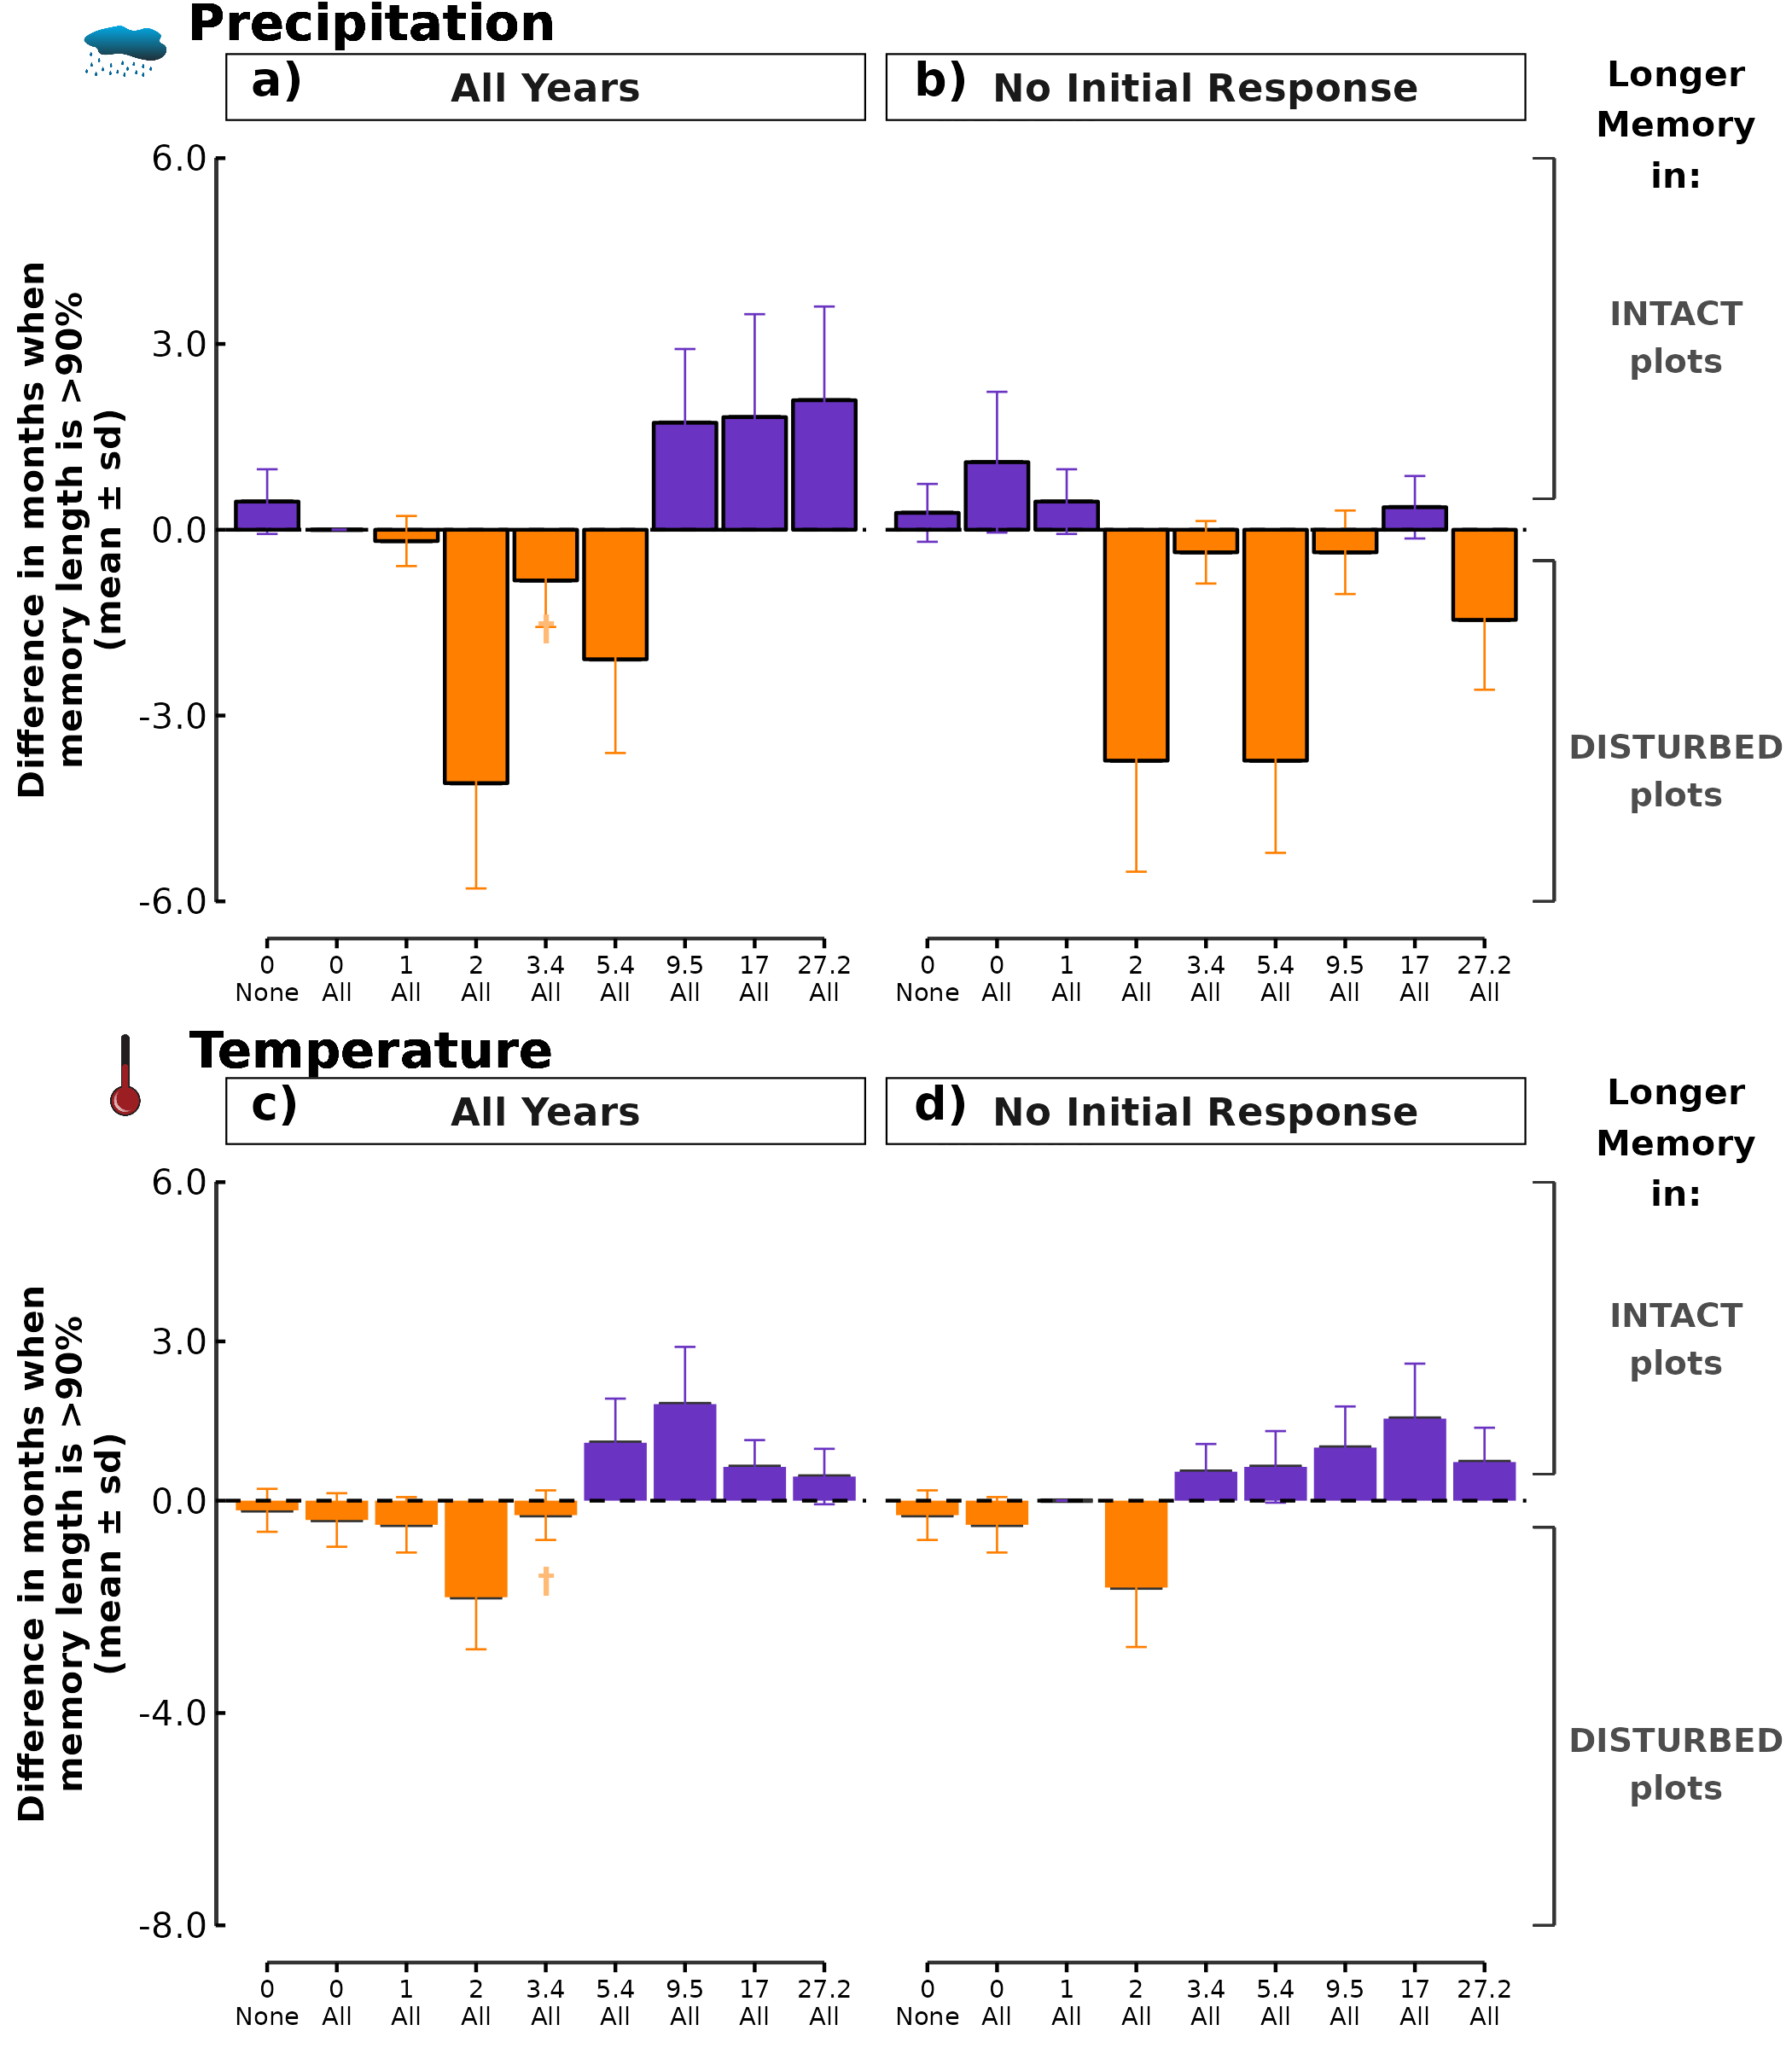 Precipitation
a) All Years
b) No Initial Response
Longer
Memory
in:
6.0
3.0
0.0
-3.0
-6.0
Difference in months when
memory length is >90%
(mean ± sd)
†
INTACT
plots
DISTURBED
plots
0 0 1 2 3.4 5.4 9.5 17 27.2
None All All All All All All All All
0 0 1 2 3.4 5.4 9.5 17 27.2
None All All All All All All All All
Temperature
c) All Years
d) No Initial Response
Longer
Memory
in:
6.0
3.0
0.0
-4.0
-8.0
Difference in months when
memory length is >90%
(mean ± sd)
†
INTACT
plots
DISTURBED
plots
0 0 1 2 3.4 5.4 9.5 17 27.2
None All All All All All All All All
0 0 1 2 3.4 5.4 9.5 17 27.2
None All All All All All All All All